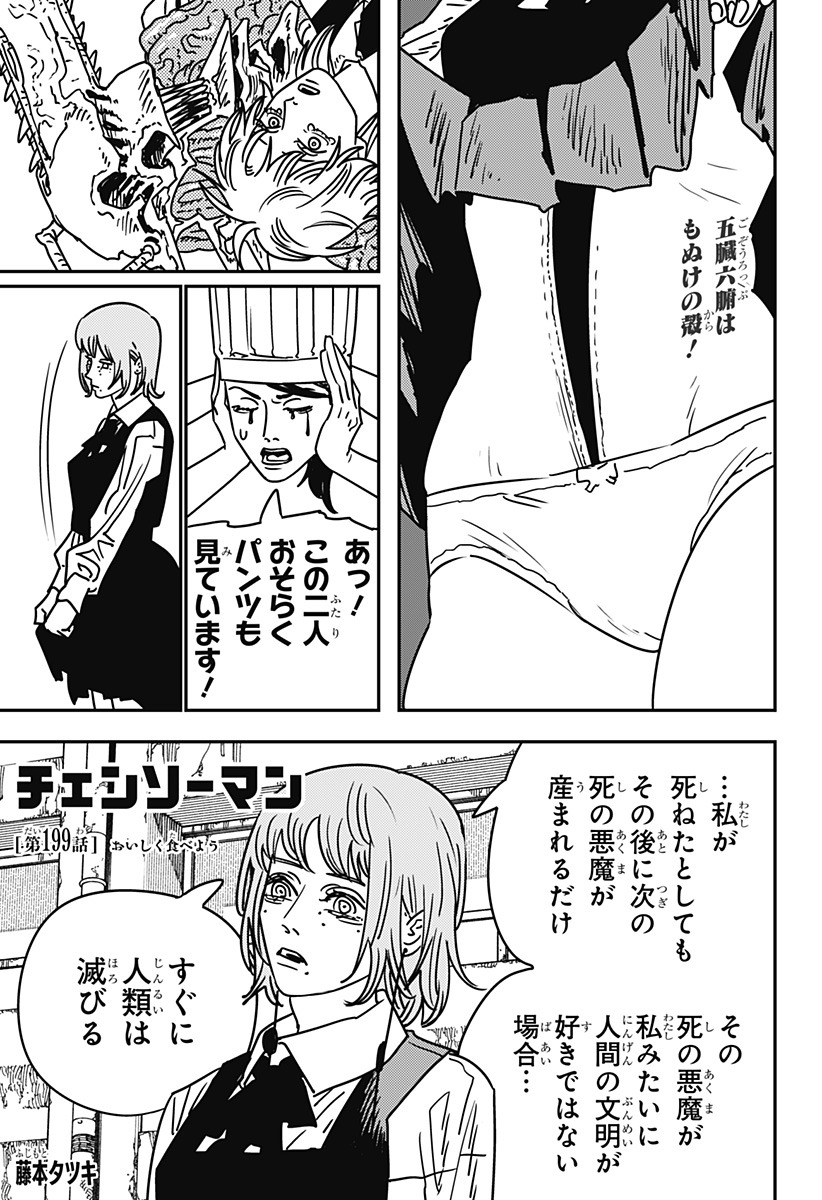 五臓六腑は
もぬけの殻！
あっ！
この二人
おそらく
パンツも
見ています！
チェンソーマン
［第199話］ おいしく食べよう
…私が
死ねたとしても
その後に次の
死の悪魔が
産まれるだけ
その
死の悪魔が
私みたいに
人間の文明が
好きではない
場合…
すぐに
人類は
滅びる
藤本タツキ